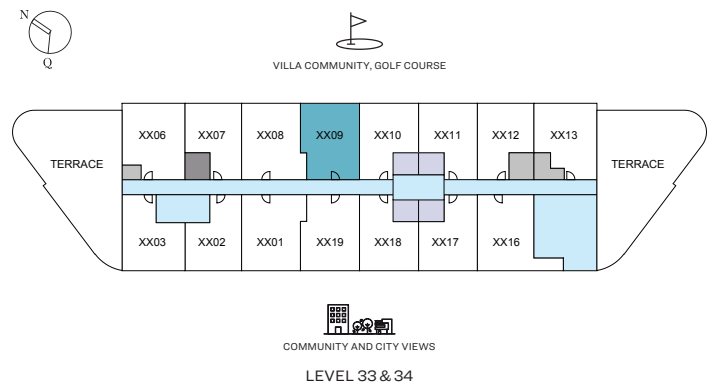 N
Q
VILLA COMMUNITY, GOLF COURSE
XX06 XX07 XX08 XX09 XX10 XX11 XX12 XX13
TERRACE TERRACE
XX03 XX02 XX01 XX19 XX18 XX17 XX16
COMMUNITY AND CITY VIEWS
LEVEL 33 & 34